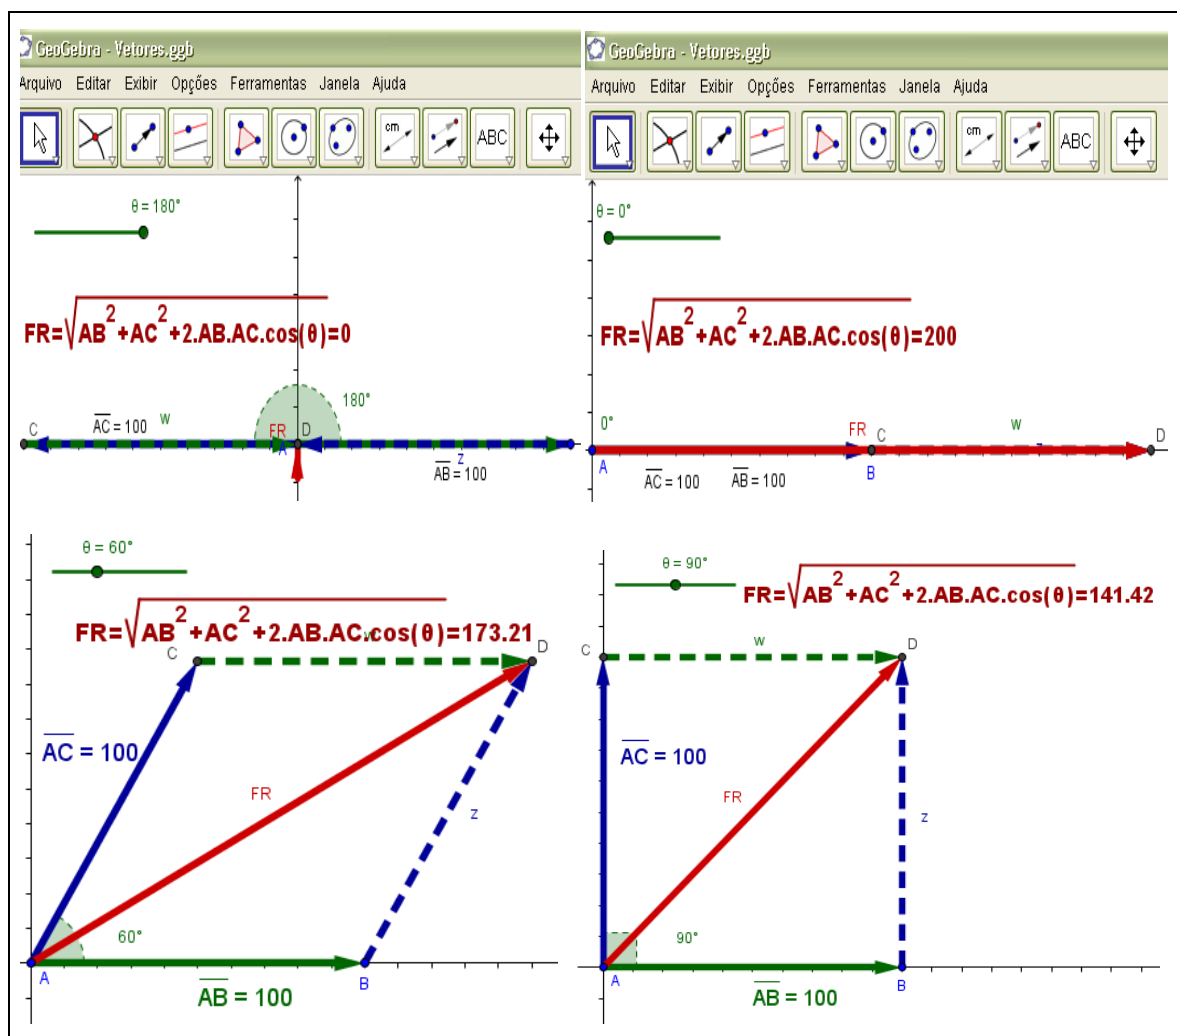 GeoGebra - Vetores.ggb
Arquivo Editar Exibir Opções Ferramentas Janela Ajuda
cm ABC
θ = 180°
FR=√AB²+AC²+2.AB.AC.cos(θ)=0
180°
C AC = 100 w FR D
A z
AB = 100
GeoGebra - Vetores.ggb
Arquivo Editar Exibir Opções Ferramentas Janela Ajuda
cm ABC
θ = 0°
FR=√AB²+AC²+2.AB.AC.cos(θ)=200
0° FR C w D
z
A B
AC = 100 AB = 100
θ = 60°
FR=√AB²+AC²+2.AB.AC.cos(θ)=173.21
C w D
AC = 100
FR
z
60°
A B
AB = 100
θ = 90°
FR=√AB²+AC²+2.AB.AC.cos(θ)=141.42
C w D
AC = 100
FR
z
90°
A B
AB = 100